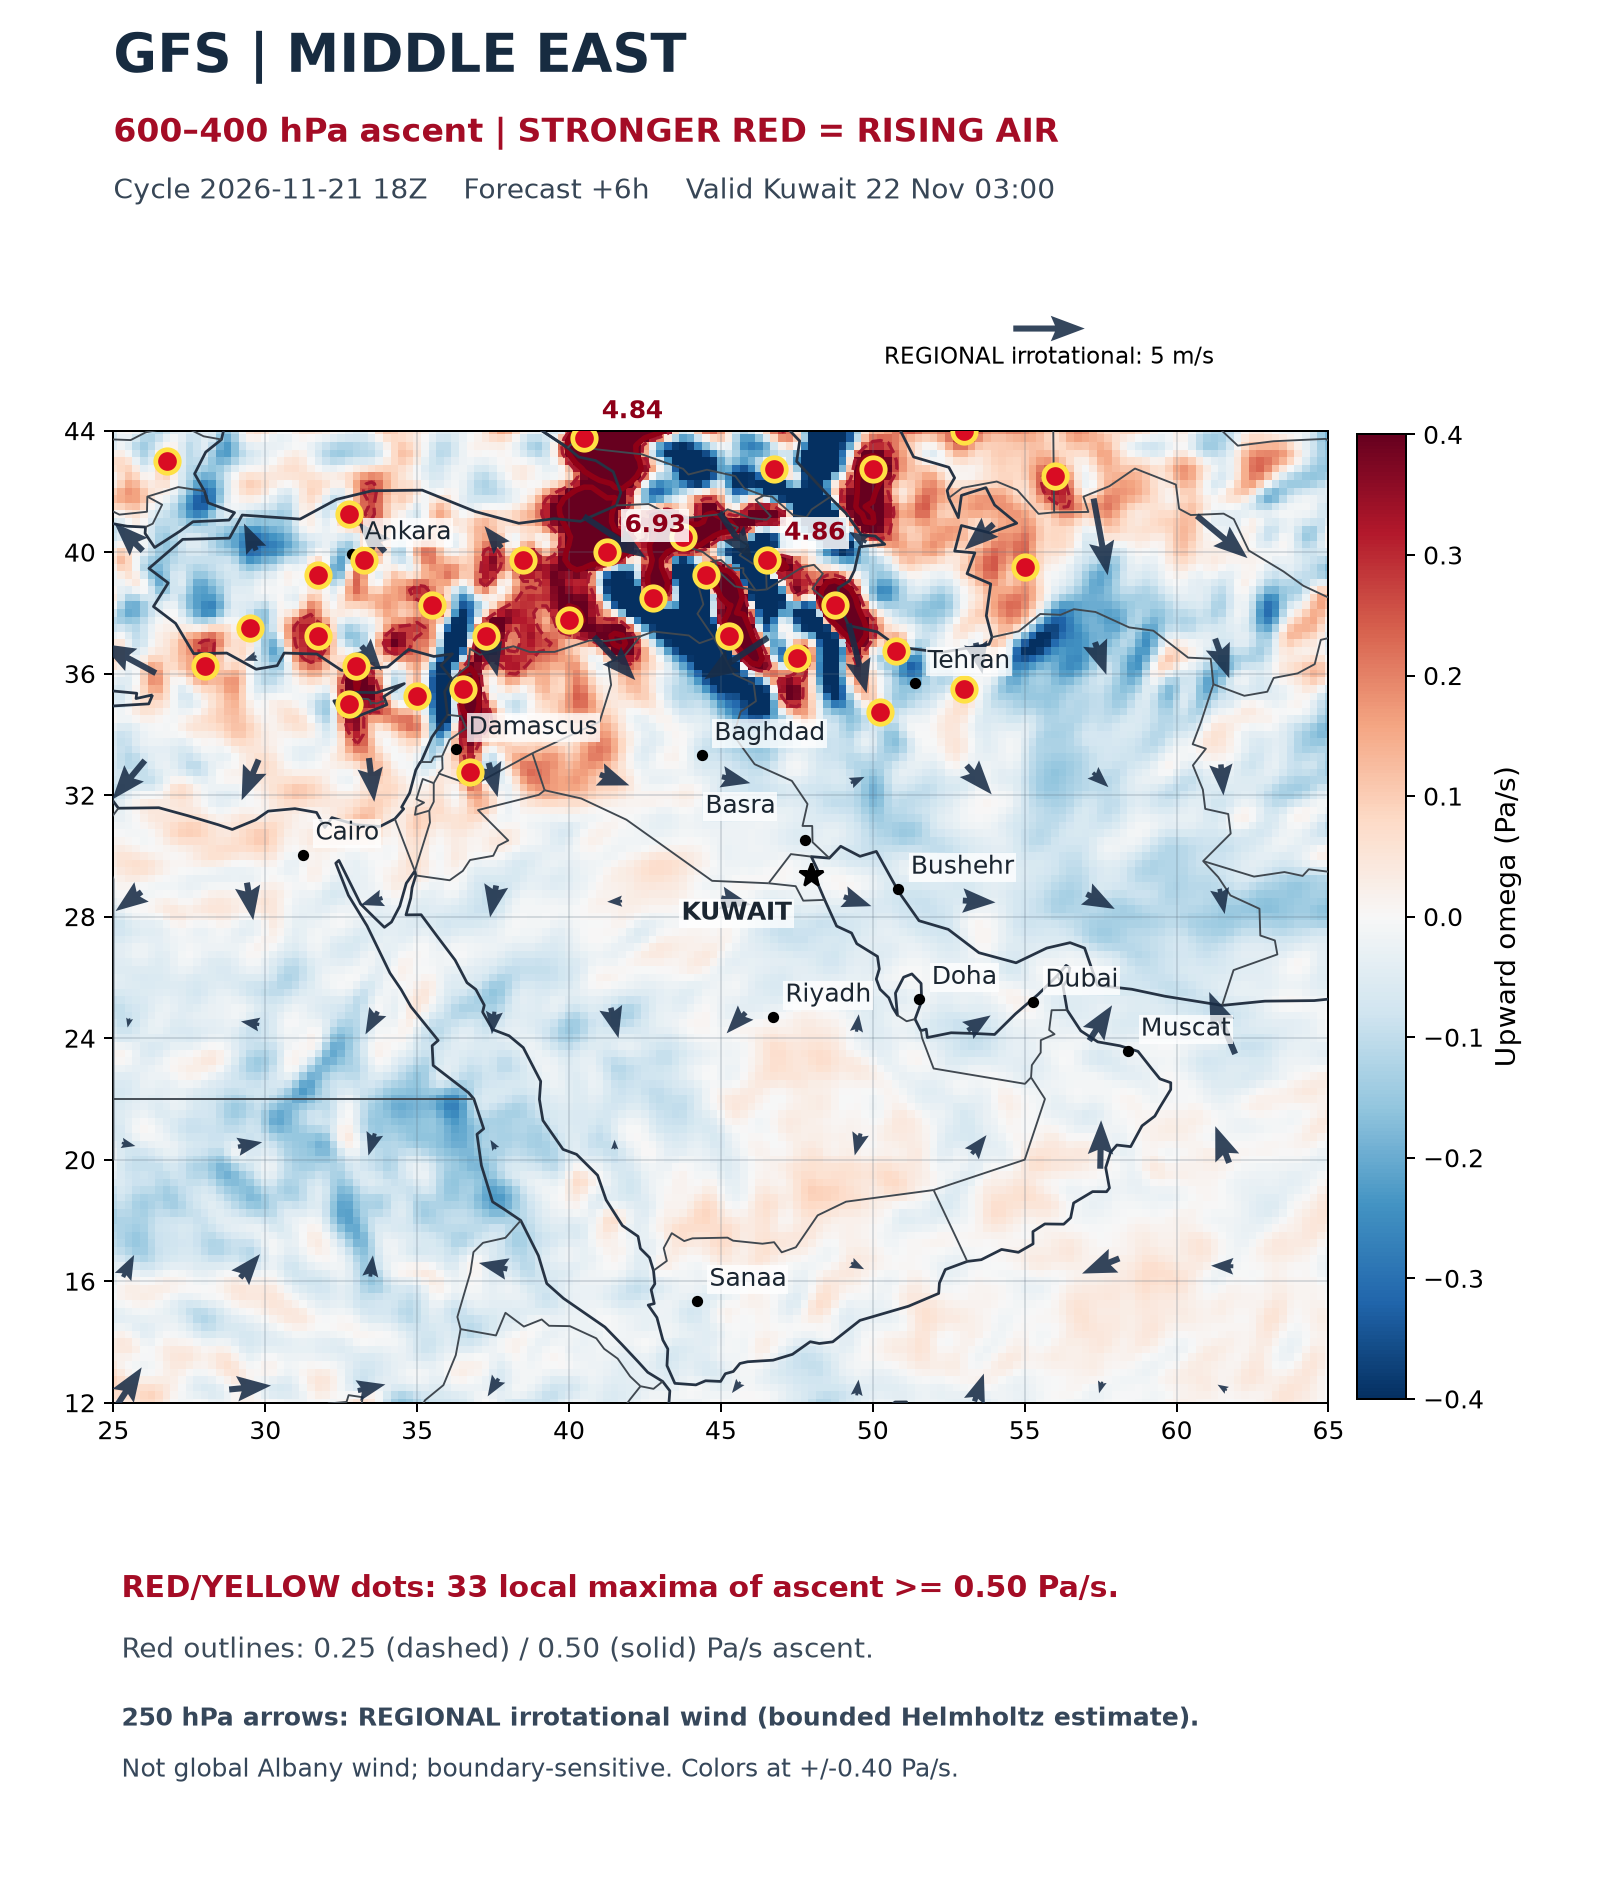 GFS | MIDDLE EAST
600–400 hPa ascent | STRONGER RED = RISING AIR
Cycle 2026-11-21 18Z    Forecast +6h    Valid Kuwait 22 Nov 03:00
REGIONAL irrotational: 5 m/s
4.84
6.93
4.86
Ankara
Tehran
Damascus
Baghdad
Basra
Cairo
Bushehr
KUWAIT
Doha
Dubai
Riyadh
Muscat
Sanaa
44
40
36
32
28
24
20
16
12
25 30 35 40 45 50 55 60 65
0.4
0.3
0.2
0.1
0.0
−0.1
−0.2
−0.3
−0.4
Upward omega (Pa/s)
RED/YELLOW dots: 33 local maxima of ascent >= 0.50 Pa/s.
Red outlines: 0.25 (dashed) / 0.50 (solid) Pa/s ascent.
250 hPa arrows: REGIONAL irrotational wind (bounded Helmholtz estimate).
Not global Albany wind; boundary-sensitive. Colors at +/-0.40 Pa/s.